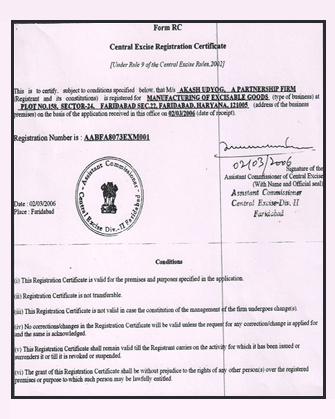 Form RC
Central Excise Registration Certificate
[Under Rule 9 of the Central Excise Rules, 2002]
This is to certify, subject to conditions specified below, that M/s AKASH UDYOG, A PARTNERSHIP FIRM
(Registrant and its constitutions) is registered for MANUFACTURING OF EXCISABLE GOODS (type of business) at
PLOT NO.158, SECTOR-24, FARIDABAD SEC.22, FARIDABAD, HARYANA, 121005 (address of the business
premises) on the basis of the application received in this office on 02/03/2006 (date of receipt).
Registration Number is : AABFA8073EXM001
02/03/2006
Signature of the
Assistant Commissioner of Central Excise
(With Name and Official seal)
Assistant Commissioner
Central Excise-Div. II
Faridabad
Assistant Commissioner
Central Excise Div.-II Faridabad
Date : 02/03/2006
Place : Faridabad
Conditions
(i) This Registration Certificate is valid for the premises and purposes specified in the application.
(ii) Registration Certificate is not transferable.
(iii) This Registration Certificate is not valid in case the constitution of the management of the firm undergoes change(s).
(iv) No corrections/changes in the Registration Certificate will be valid unless the request for any correction/change is applied for
and the same is acknowledged.
(v) This Registration Certificate shall remain valid till the Registrant carries on the activity for which it has been issued or
surrenders it or till it is revoked or suspended.
(vi) The grant of this Registration Certificate shall be without prejudice to the rights of any other person(s) over the registered
premises or purpose to which such person may be lawfully entitled.